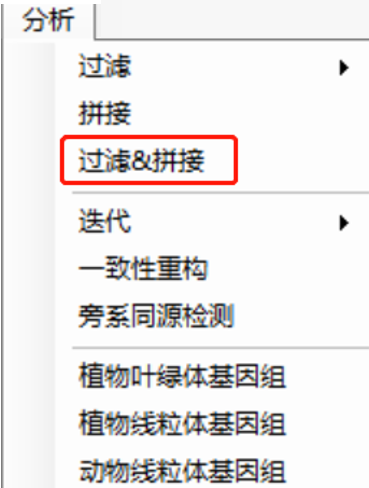 分析
过滤
拼接
过滤&拼接
迭代
一致性重构
旁系同源检测
植物叶绿体基因组
植物线粒体基因组
动物线粒体基因组